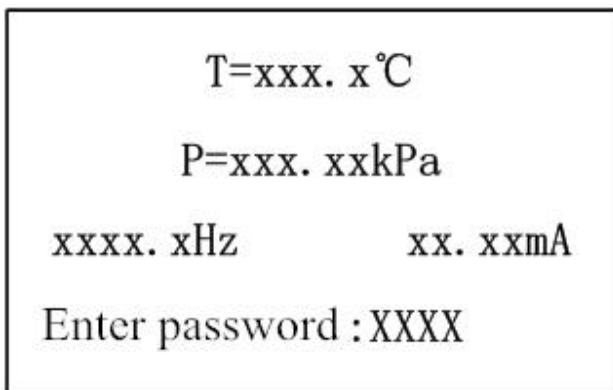 T=xxx. x℃
P=xxx. xxkPa
xxxx. xHz xx. xxmA
Enter password:XXXX